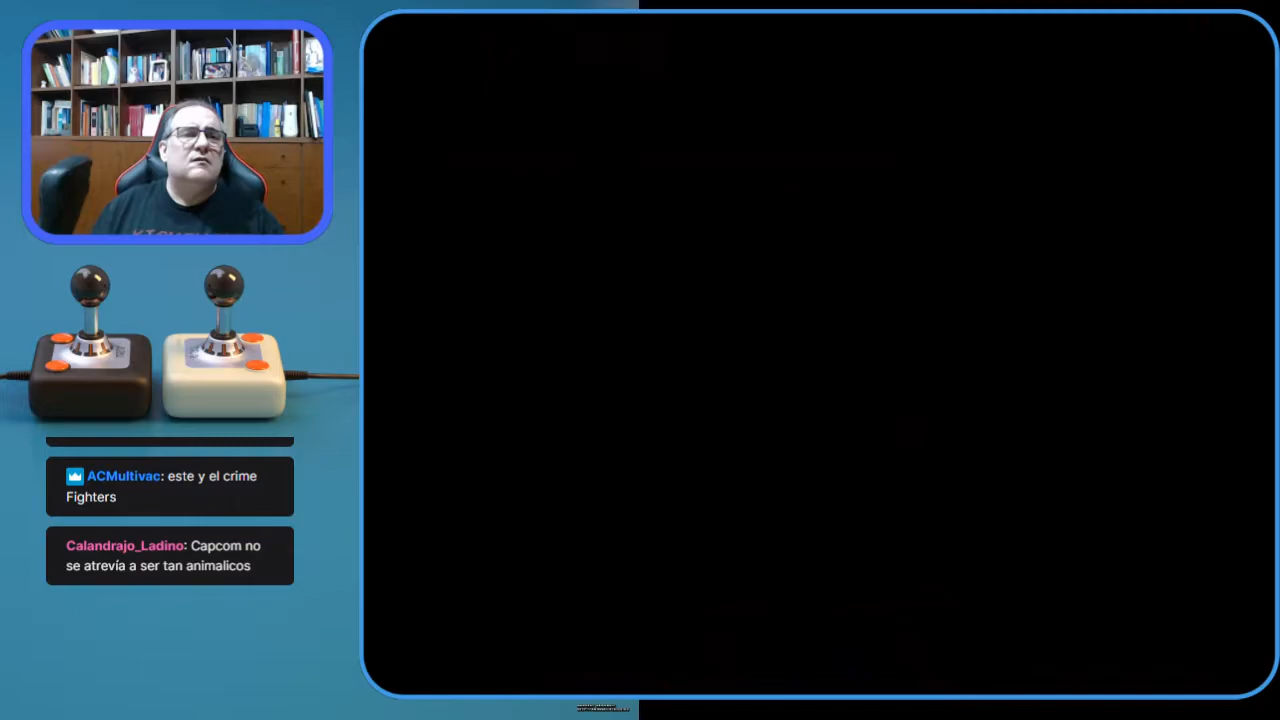 ACMultivac: este y el crime
Fighters
Calandrajo_Ladino: Capcom no
se atrevía a ser tan animalicos